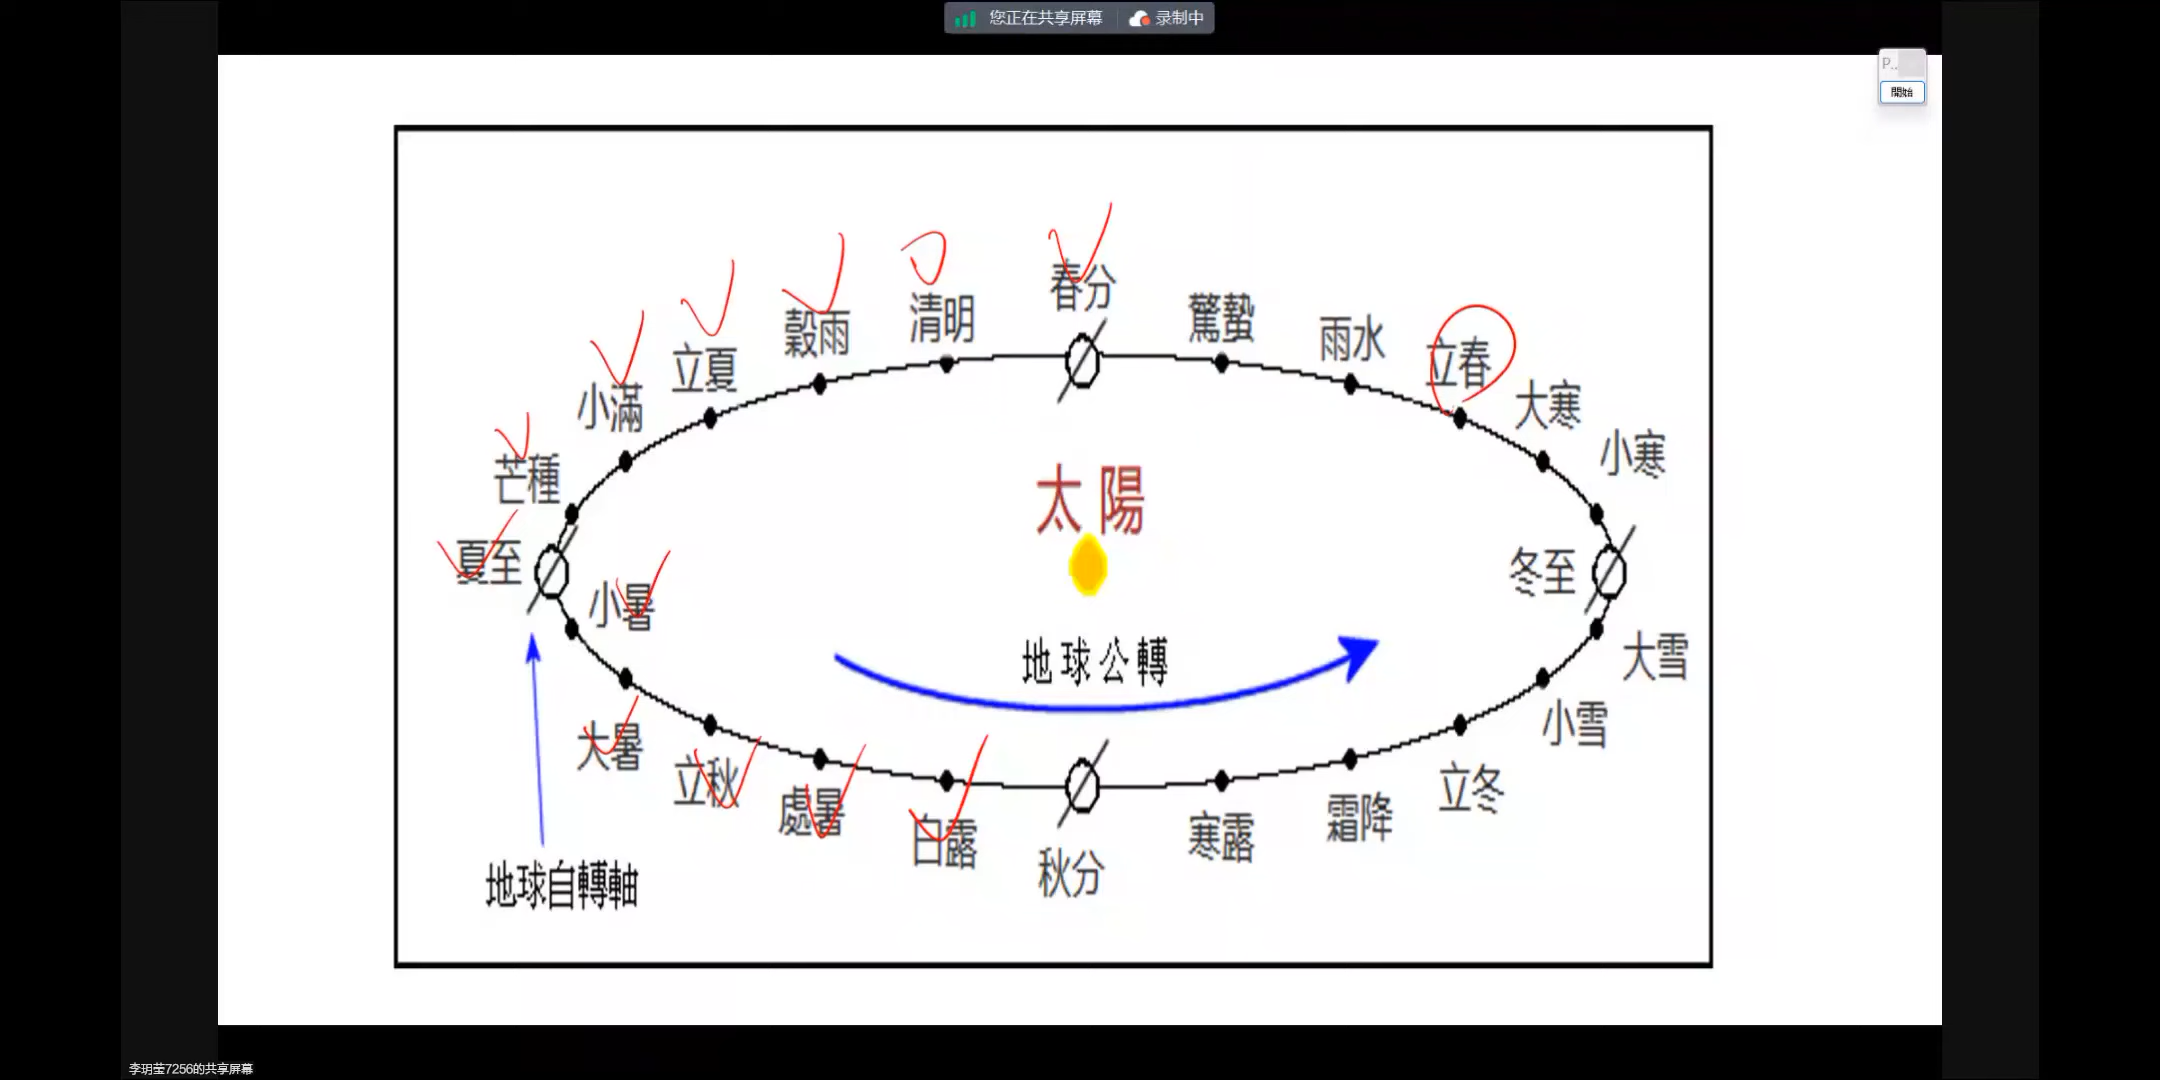 您正在共享屏幕 录制中
P..
開始
春分
清明
驚蟄
穀雨
雨水
立夏
立春
小滿
大寒
芒種
小寒
太陽
夏至
冬至
小暑
地球公轉
大雪
大暑
小雪
立秋
立冬
處暑
霜降
白露
寒露
秋分
地球自轉軸
李玥莹7256的共享屏幕